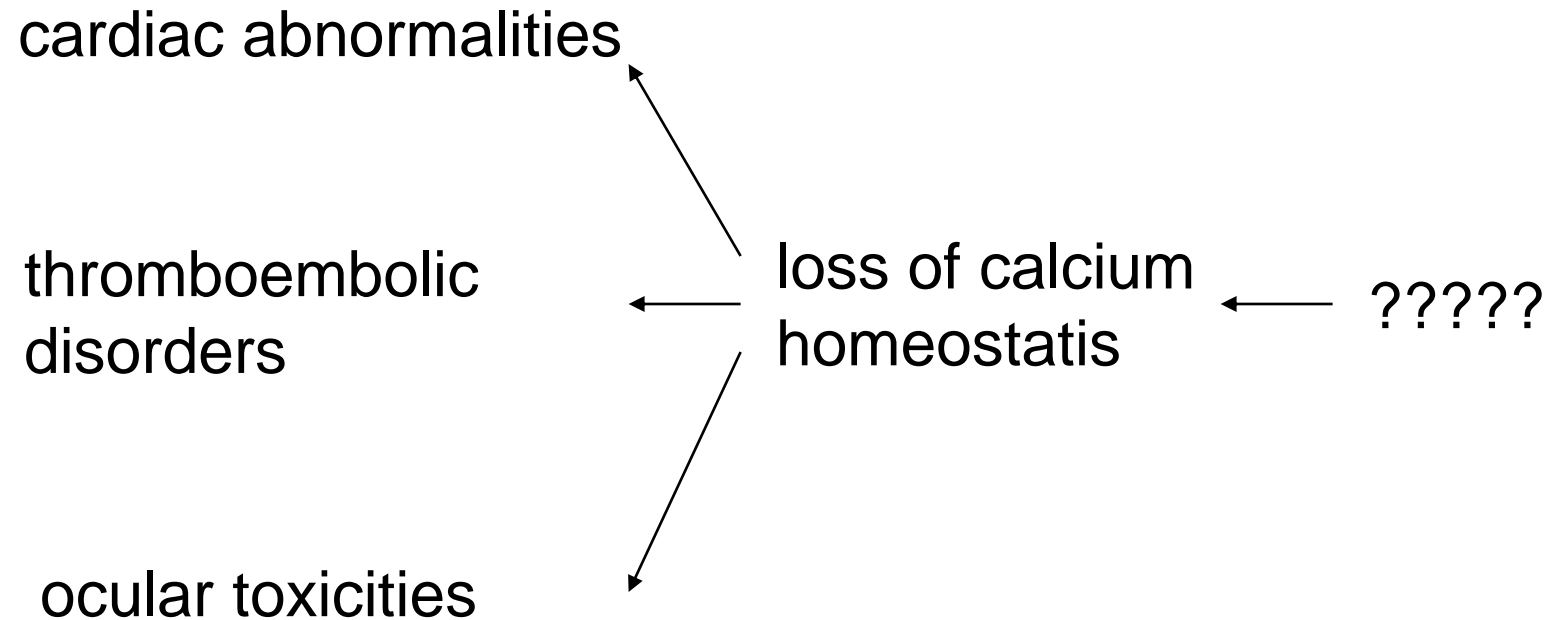 cardiac abnormalities
thromboembolic
disorders
loss of calcium
homeostatis
?????
ocular toxicities